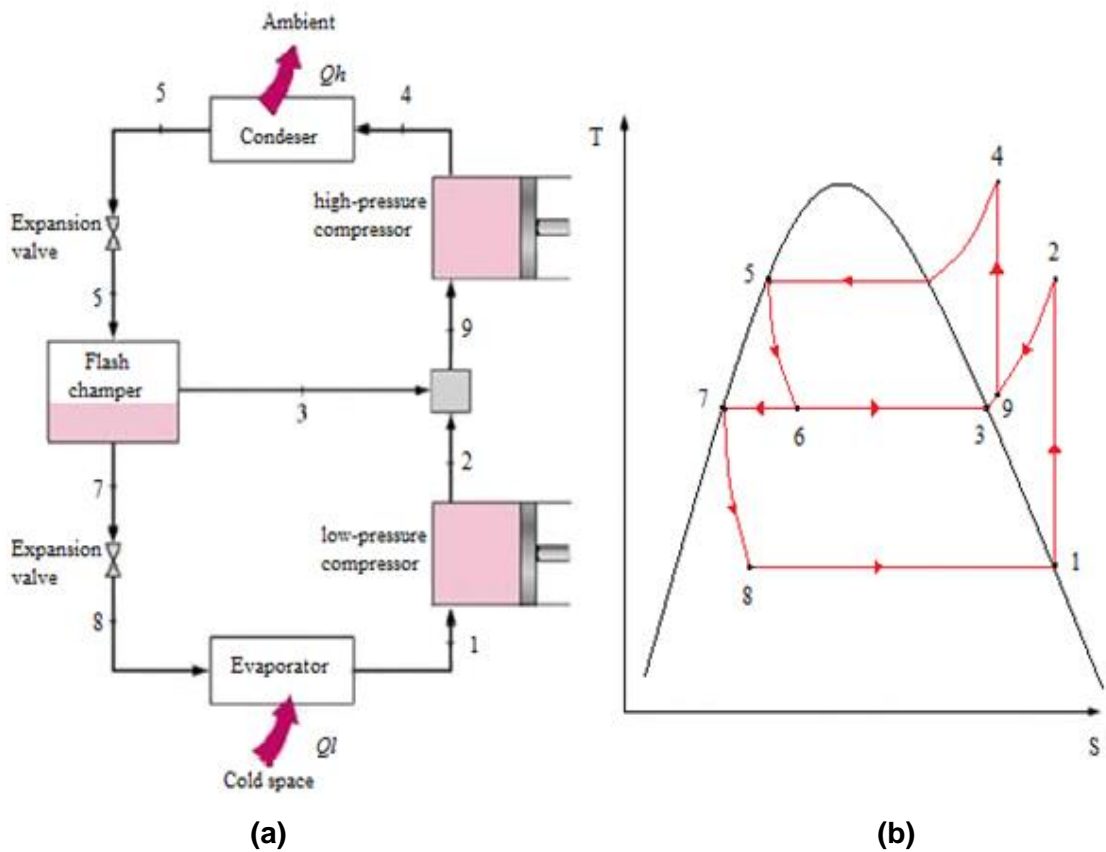 Ambient
Qh
5
4
Condeser
high-pressure
compressor
Expansion
valve
5
9
Flash
champer
3
7
2
Expansion
valve
low-pressure
compressor
8
1
Evaporator
Ql
Cold space
(a)
T
4
2
5
7
6
3
9
8
1
S
(b)